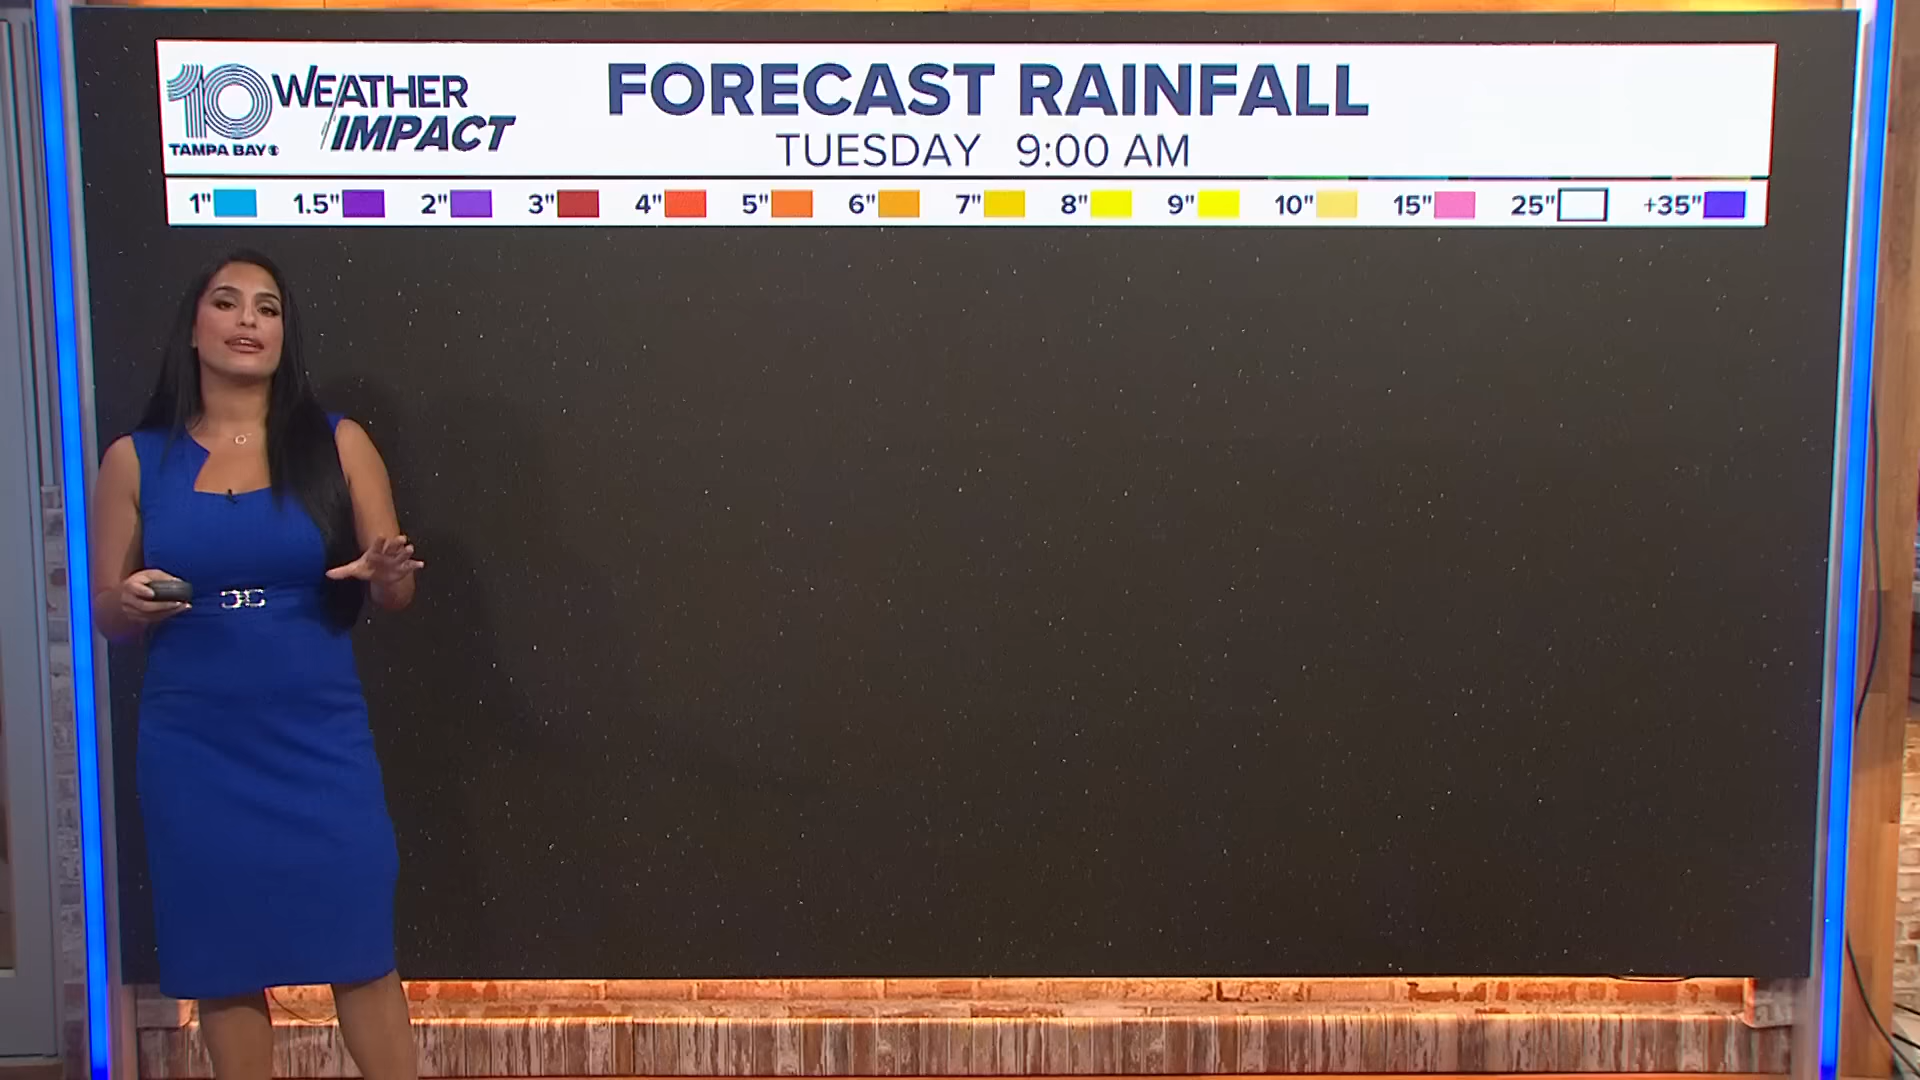 10 WEATHER
IMPACT
TAMPA BAY
FORECAST RAINFALL
TUESDAY 9:00 AM
1" 1.5" 2" 3" 4" 5" 6" 7" 8" 9" 10" 15" 25" +35"